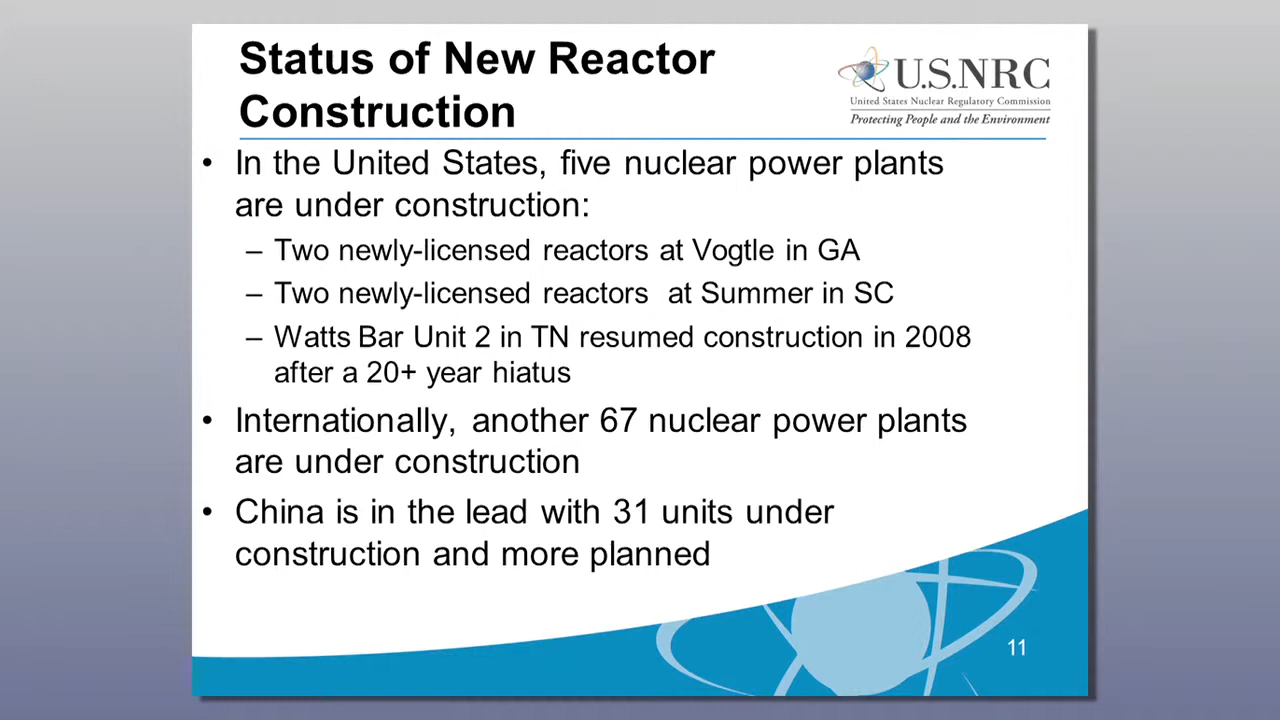 Status of New Reactor
Construction
U.S.NRC
United States Nuclear Regulatory Commission
Protecting People and the Environment
• In the United States, five nuclear power plants
are under construction:
– Two newly-licensed reactors at Vogtle in GA
– Two newly-licensed reactors at Summer in SC
– Watts Bar Unit 2 in TN resumed construction in 2008
after a 20+ year hiatus
• Internationally, another 67 nuclear power plants
are under construction
• China is in the lead with 31 units under
construction and more planned
11